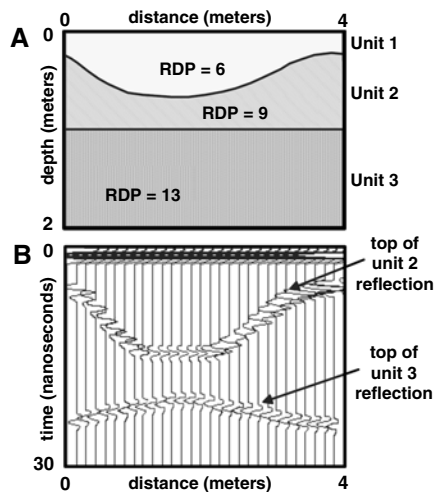 distance (meters)
0
4
A
0
Unit 1
RDP = 6
Unit 2
RDP = 9
depth (meters)
Unit 3
RDP = 13
2
B
0
top of
unit 2
reflection
time (nanoseconds)
top of
unit 3
reflection
30
0
distance (meters)
4